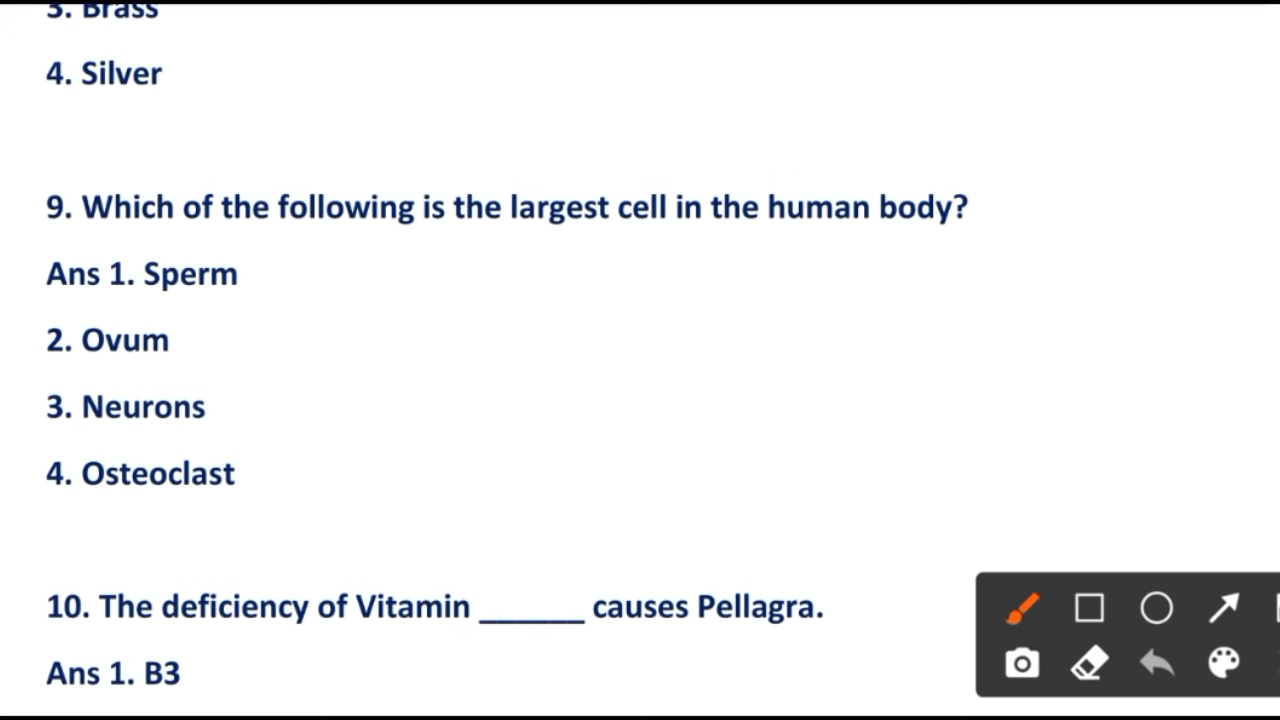 3. Brass
4. Silver
9. Which of the following is the largest cell in the human body?
Ans 1. Sperm
2. Ovum
3. Neurons
4. Osteoclast
10. The deficiency of Vitamin ______ causes Pellagra.
Ans 1. B3